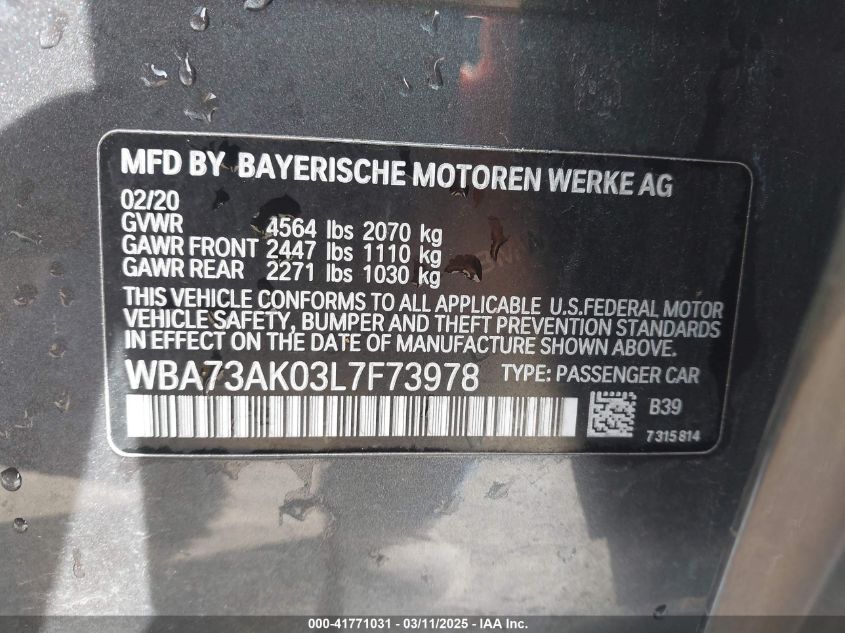 MFD BY BAYERISCHE MOTOREN WERKE AG
02/20
GVWR 4564 lbs 2070 kg
GAWR FRONT 2447 lbs 1110 kg
GAWR REAR 2271 lbs 1030 kg
THIS VEHICLE CONFORMS TO ALL APPLICABLE U.S.FEDERAL MOTOR
VEHICLE SAFETY, BUMPER AND THEFT PREVENTION STANDARDS
IN EFFECT ON THE DATE OF MANUFACTURE SHOWN ABOVE.
WBA73AK03L7F73978 TYPE: PASSENGER CAR
B39
7315814
000-41771031 - 03/11/2025 - IAA Inc.